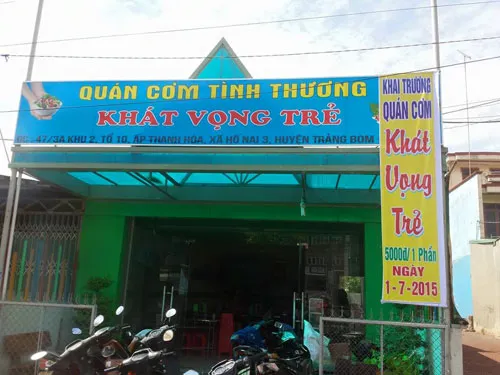 QUÁN CƠM TÌNH THƯƠNG
KHÁT VỌNG TRẺ
ĐC: 47/3A KHU 2, TỔ 10, ẤP THANH HÓA, XÃ HỐ NAI 3, HUYỆN TRẢNG BOM
KHAI TRƯƠNG
QUÁN CƠM
Khát
Vọng
Trẻ
5000đ/1 Phần
NGÀY
1-7-2015